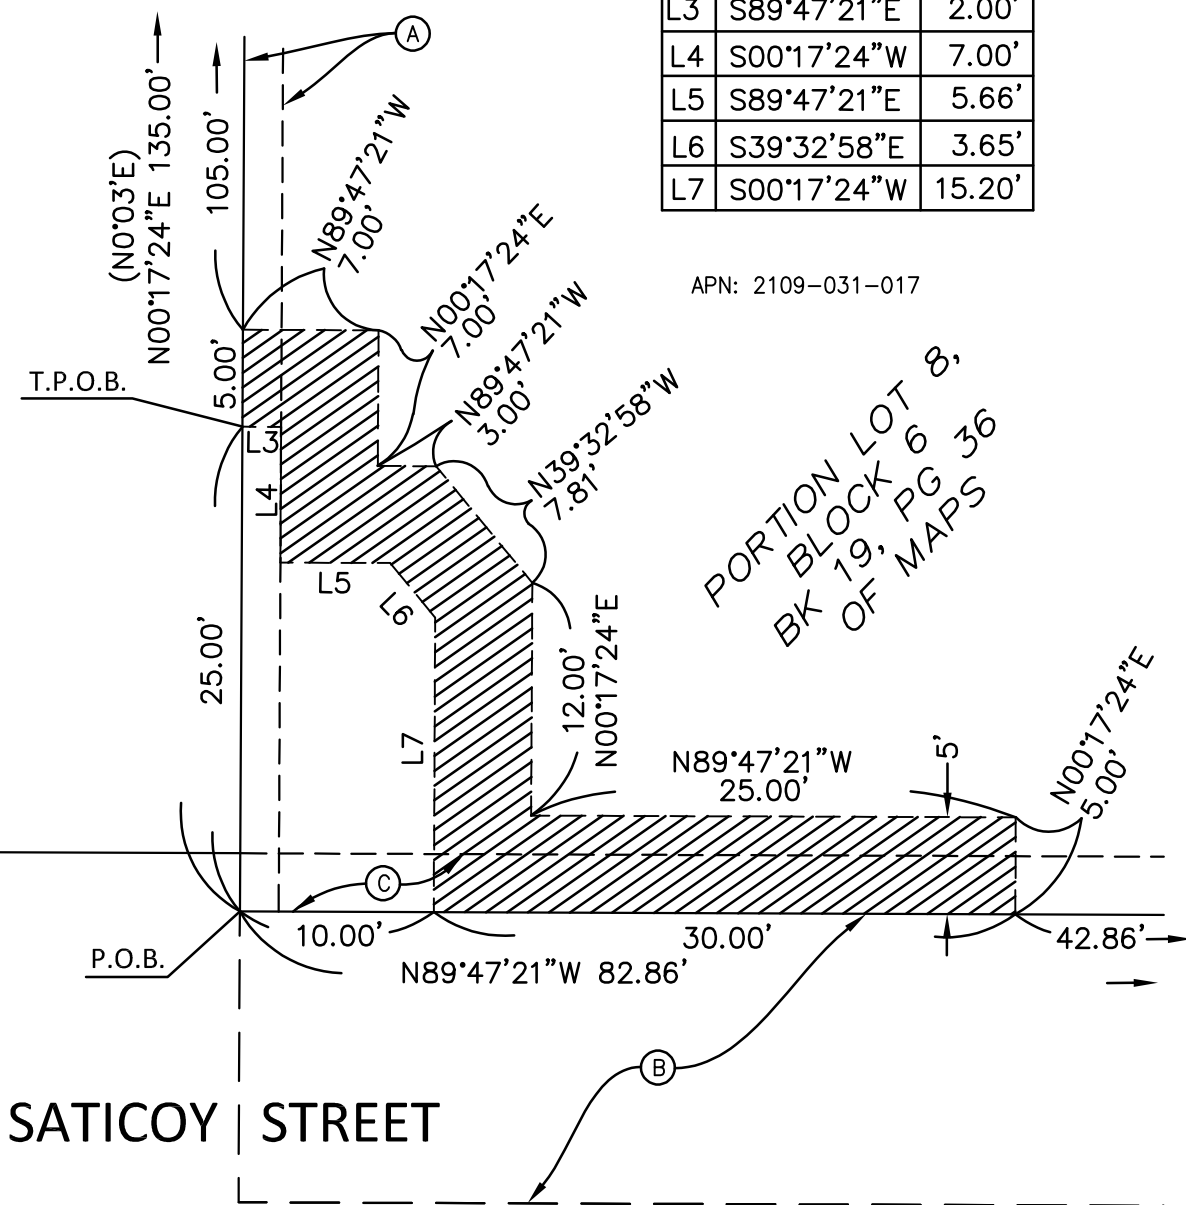 L3 S89°47'21"E 2.00'
L4 S00°17'24"W 7.00'
L5 S89°47'21"E 5.66'
L6 S39°32'58"E 3.65'
L7 S00°17'24"W 15.20'
A
(N0°03'E)
N00°17'24"E 135.00'
105.00'
N89°47'21"W
7.00'
N00°17'24"E
7.00'
N89°47'21"W
3.00'
N39°32'58"W
7.81'
APN: 2109-031-017
T.P.O.B.
5.00'
L3
L4
L5
L6
L7
25.00'
PORTION LOT 8,
BLOCK 6
BK 19, PG 36
OF MAPS
12.00'
N00°17'24"E
N89°47'21"W
25.00'
5'
N00°17'24"E
5.00'
C
10.00'
30.00'
42.86'
P.O.B.
N89°47'21"W 82.86'
B
SATICOY STREET